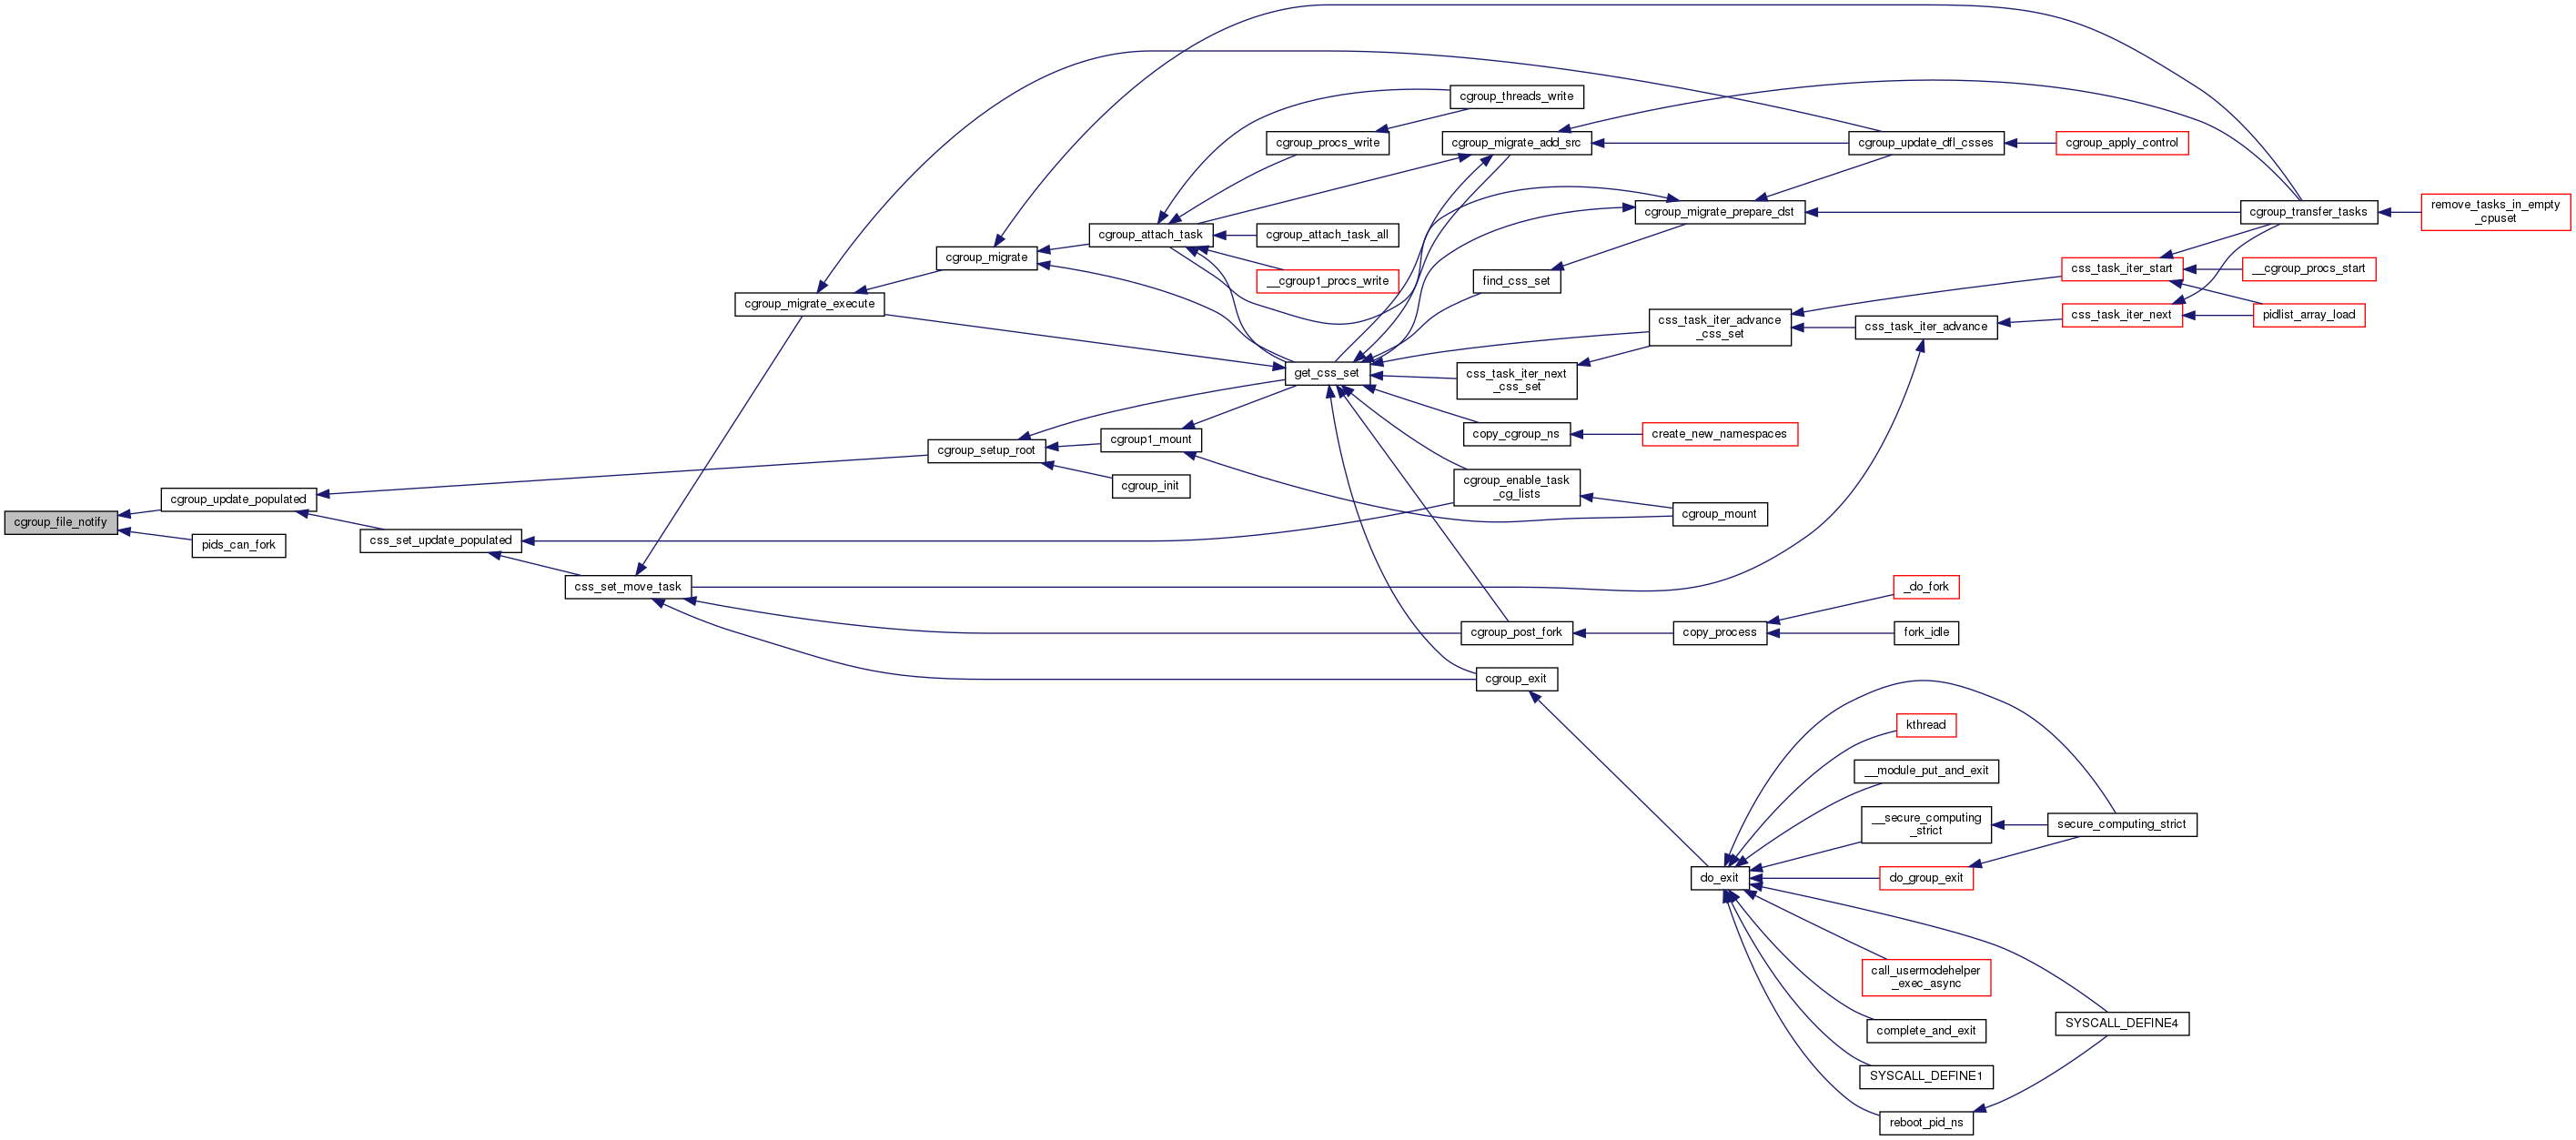 cgroup_file_notify
cgroup_update_populated
pids_can_fork
css_set_update_populated
css_set_move_task
cgroup_migrate_execute
cgroup_setup_root
cgroup_migrate
cgroup_attach_task
cgroup1_mount
cgroup_init
cgroup_threads_write
cgroup_procs_write
cgroup_attach_task_all
__cgroup1_procs_write
get_css_set
cgroup_migrate_add_src
find_css_set
css_task_iter_next
_css_set
copy_cgroup_ns
cgroup_enable_task
_cg_lists
cgroup_post_fork
cgroup_exit
cgroup_migrate_prepare_dst
css_task_iter_advance
_css_set
create_new_namespaces
cgroup_mount
copy_process
do_exit
cgroup_update_dfl_csses
css_task_iter_advance
_do_fork
fork_idle
kthread
__module_put_and_exit
__secure_computing
_strict
do_group_exit
call_usermodehelper
_exec_async
complete_and_exit
SYSCALL_DEFINE1
reboot_pid_ns
cgroup_apply_control
css_task_iter_start
css_task_iter_next
secure_computing_strict
SYSCALL_DEFINE4
cgroup_transfer_tasks
__cgroup_procs_start
pidlist_array_load
remove_tasks_in_empty
_cpuset